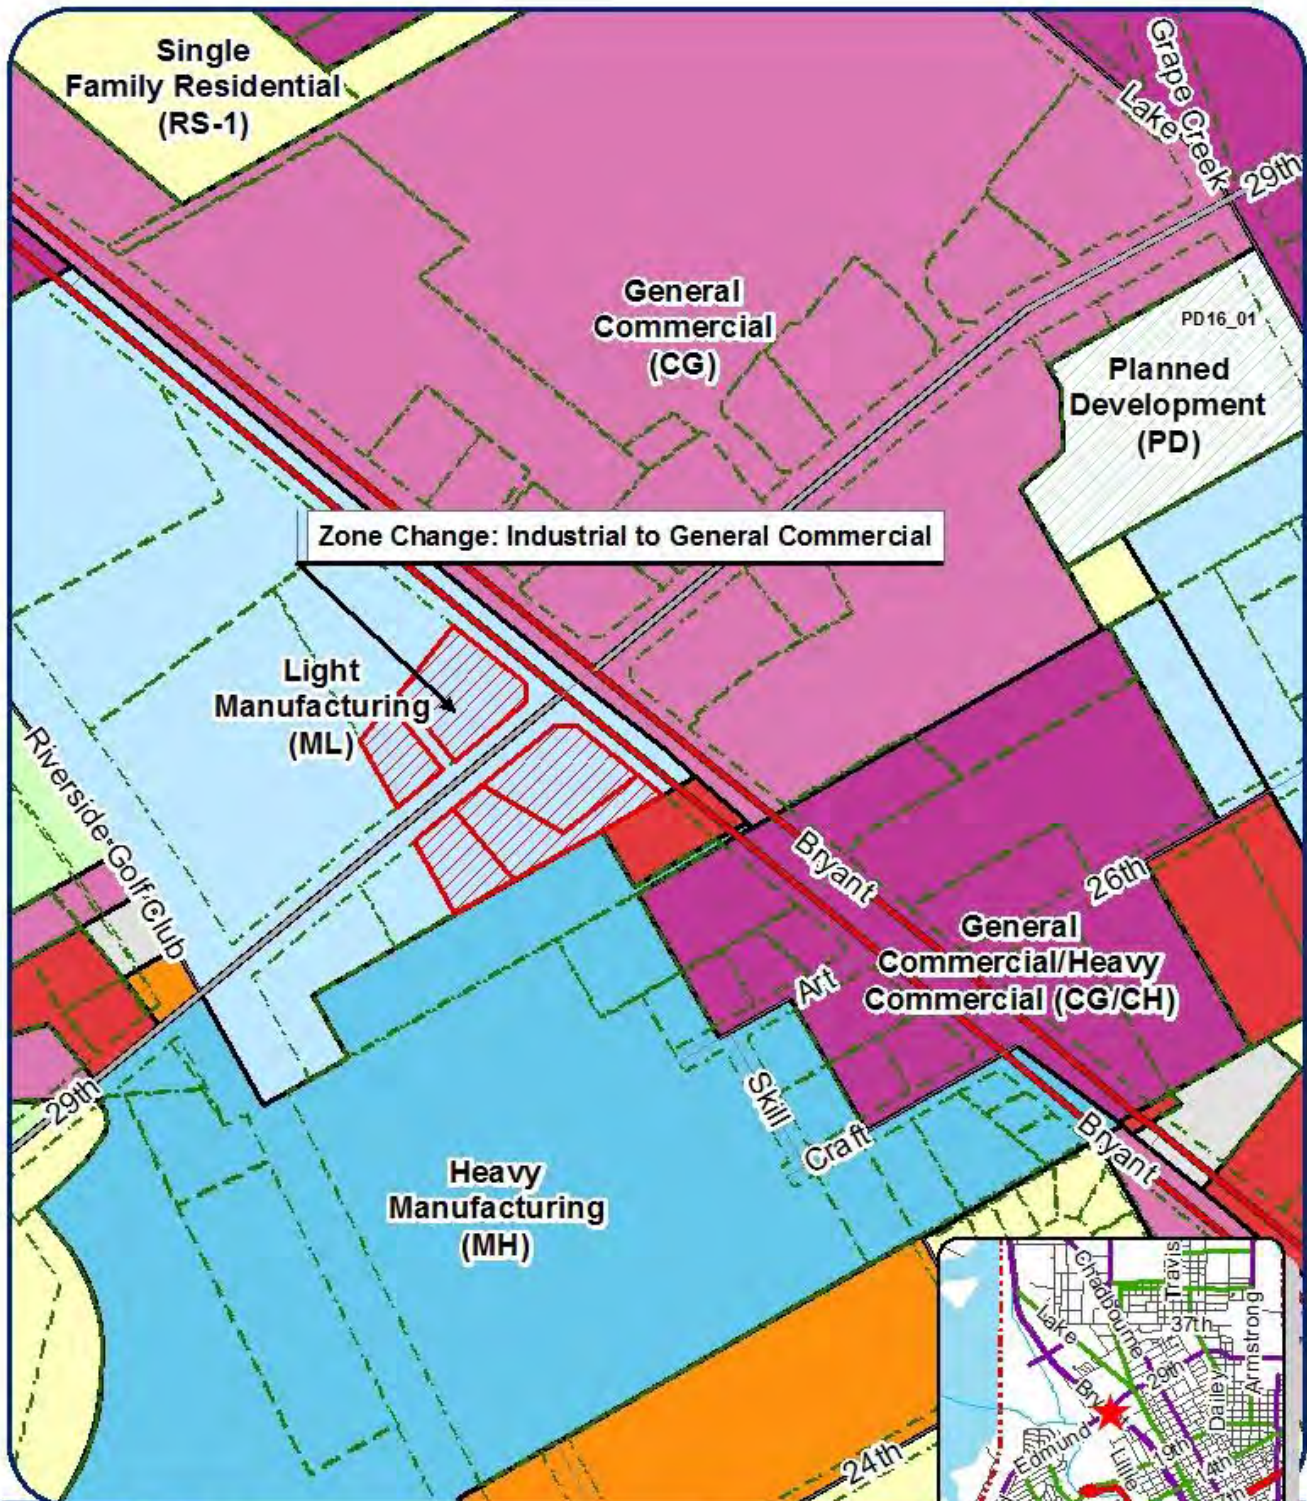 Single
Family Residential
(RS-1)
Grape Creek
Lake
29th
General
Commercial
(CG)
PD16_01
Planned
Development
(PD)
Zone Change: Industrial to General Commercial
Light
Manufacturing
(ML)
Riverside Golf Club
Bryant
26th
General
Commercial/Heavy
Commercial (CG/CH)
Art
29th
Skill
Craft
Bryant
Heavy
Manufacturing
(MH)
24th
Chadbourne
Travis
Lake
37th
Armstrong
29th
Dailey
Edmund
19th
14th